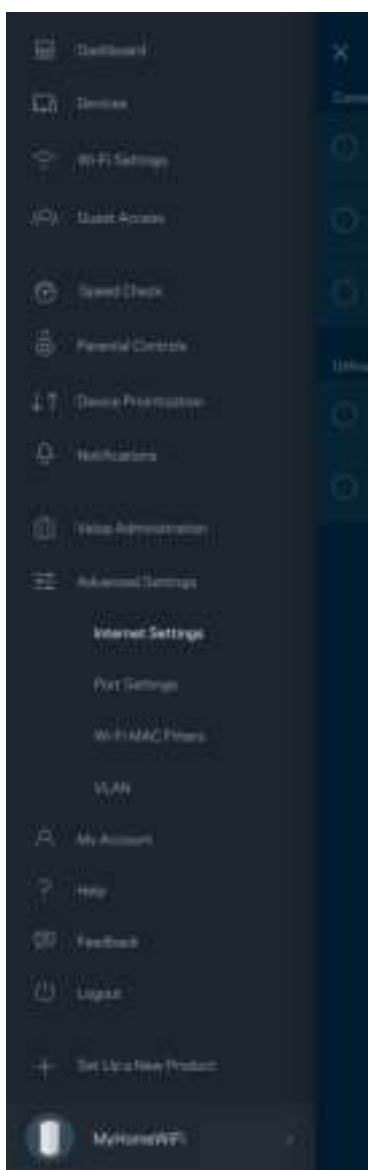 Dashboard
Devices
Wi-Fi Settings
Guest Access
Speed Check
Parental Controls
Device Prioritization
Notifications
Velop Administration
Advanced Settings
Internet Settings
Port Settings
Wi-Fi MAC Filters
VLAN
My Account
Help
Feedback
Logout
Set Up a New Product
MyHomeWiFi